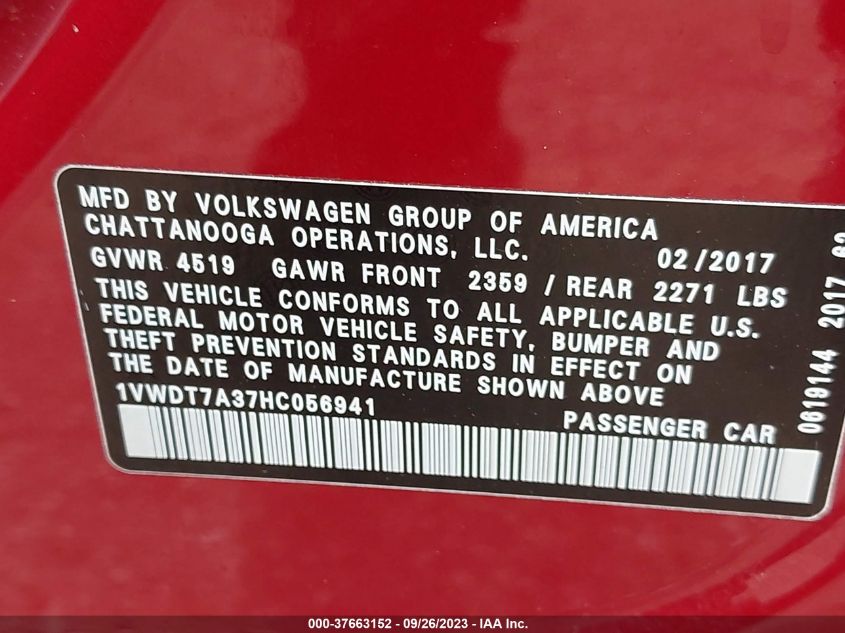 MFD BY VOLKSWAGEN GROUP OF AMERICA
CHATTANOOGA OPERATIONS, LLC. 02/2017
GVWR 4519 GAWR FRONT 2359 / REAR 2271 LBS
THIS VEHICLE CONFORMS TO ALL APPLICABLE U.S.
FEDERAL MOTOR VEHICLE SAFETY, BUMPER AND
THEFT PREVENTION STANDARDS IN EFFECT ON
THE DATE OF MANUFACTURE SHOWN ABOVE
1VWDT7A37HC056941 PASSENGER CAR
0619144 2017
000-37663152 - 09/26/2023 - IAA Inc.